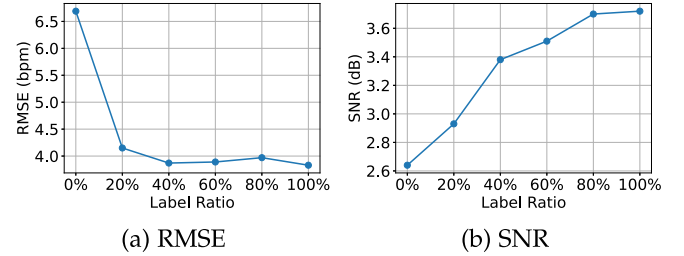 6.5
6.0
5.5
5.0
4.5
4.0
RMSE (bpm)
0% 20% 40% 60% 80% 100%
Label Ratio
(a) RMSE
3.6
3.4
3.2
3.0
2.8
2.6
SNR (dB)
0% 20% 40% 60% 80% 100%
Label Ratio
(b) SNR